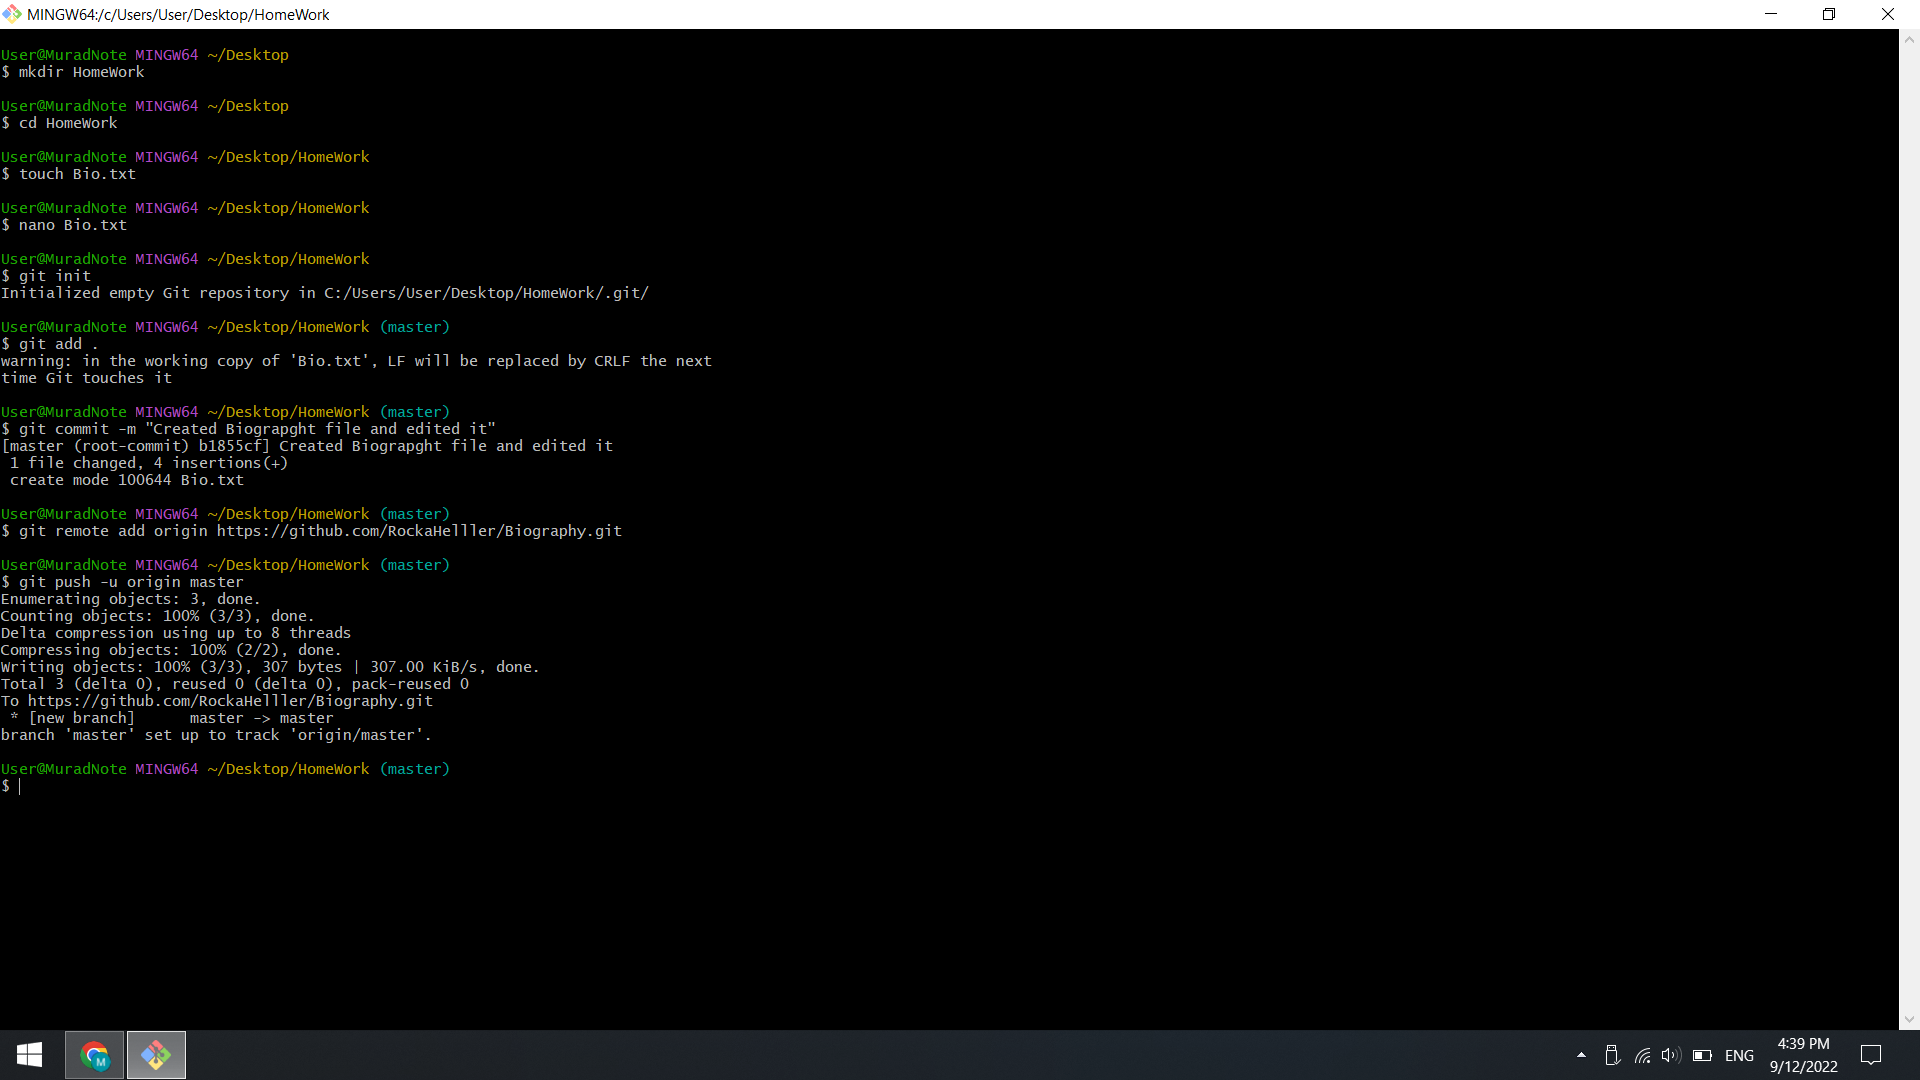 MINGW64:/c/Users/User/Desktop/HomeWork
User@MuradNote MINGW64 ~/Desktop
$ mkdir HomeWork
User@MuradNote MINGW64 ~/Desktop
$ cd HomeWork
User@MuradNote MINGW64 ~/Desktop/HomeWork
$ touch Bio.txt
User@MuradNote MINGW64 ~/Desktop/HomeWork
$ nano Bio.txt
User@MuradNote MINGW64 ~/Desktop/HomeWork
$ git init
Initialized empty Git repository in C:/Users/User/Desktop/HomeWork/.git/
User@MuradNote MINGW64 ~/Desktop/HomeWork (master)
$ git add .
warning: in the working copy of 'Bio.txt', LF will be replaced by CRLF the next
time Git touches it
User@MuradNote MINGW64 ~/Desktop/HomeWork (master)
$ git commit -m "Created Biograpght file and edited it"
[master (root-commit) b1855cf] Created Biograpght file and edited it
1 file changed, 4 insertions(+)
create mode 100644 Bio.txt
User@MuradNote MINGW64 ~/Desktop/HomeWork (master)
$ git remote add origin https://github.com/RockaHelller/Biography.git
User@MuradNote MINGW64 ~/Desktop/HomeWork (master)
$ git push -u origin master
Enumerating objects: 3, done.
Counting objects: 100% (3/3), done.
Delta compression using up to 8 threads
Compressing objects: 100% (2/2), done.
Writing objects: 100% (3/3), 307 bytes | 307.00 KiB/s, done.
Total 3 (delta 0), reused 0 (delta 0), pack-reused 0
To https://github.com/RockaHelller/Biography.git
* [new branch]      master -> master
branch 'master' set up to track 'origin/master'.
User@MuradNote MINGW64 ~/Desktop/HomeWork (master)
$
M
ENG
4:39 PM
9/12/2022